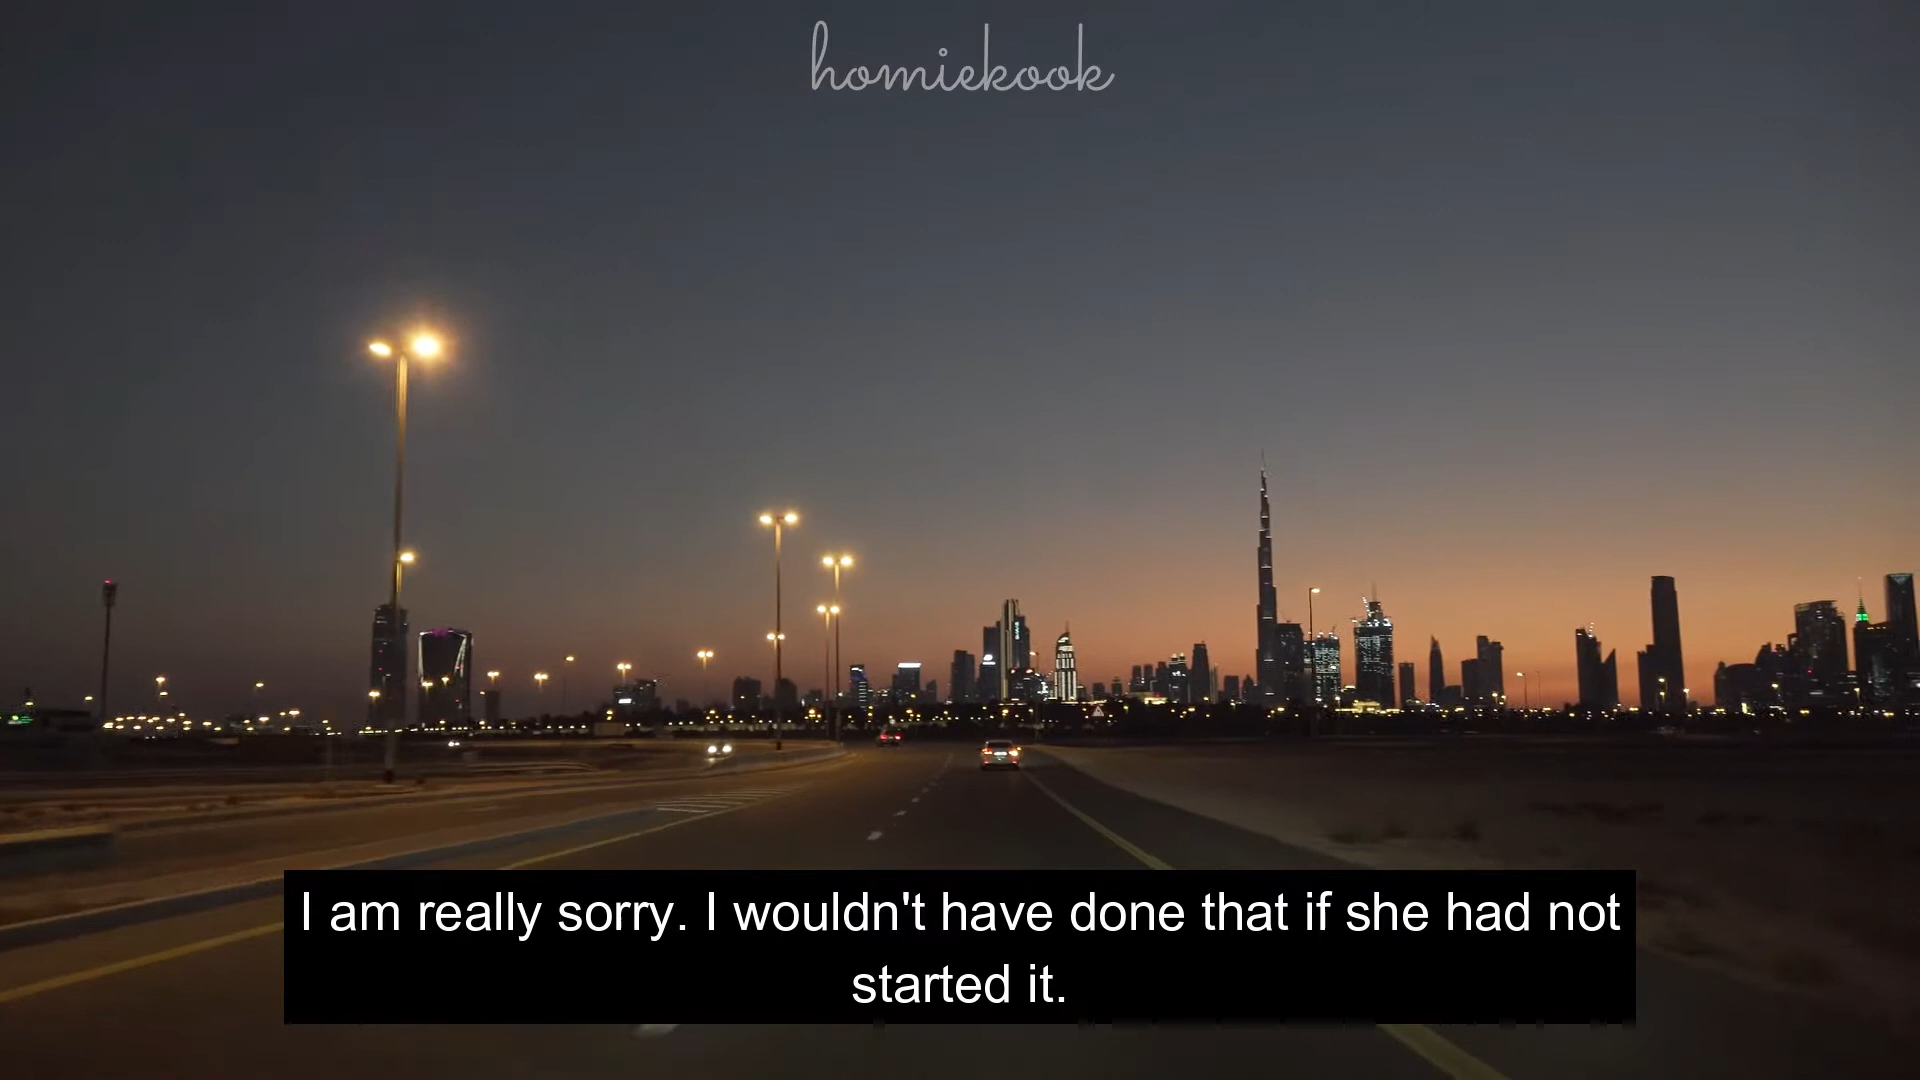 homiekook
I am really sorry. I wouldn't have done that if she had not
started it.